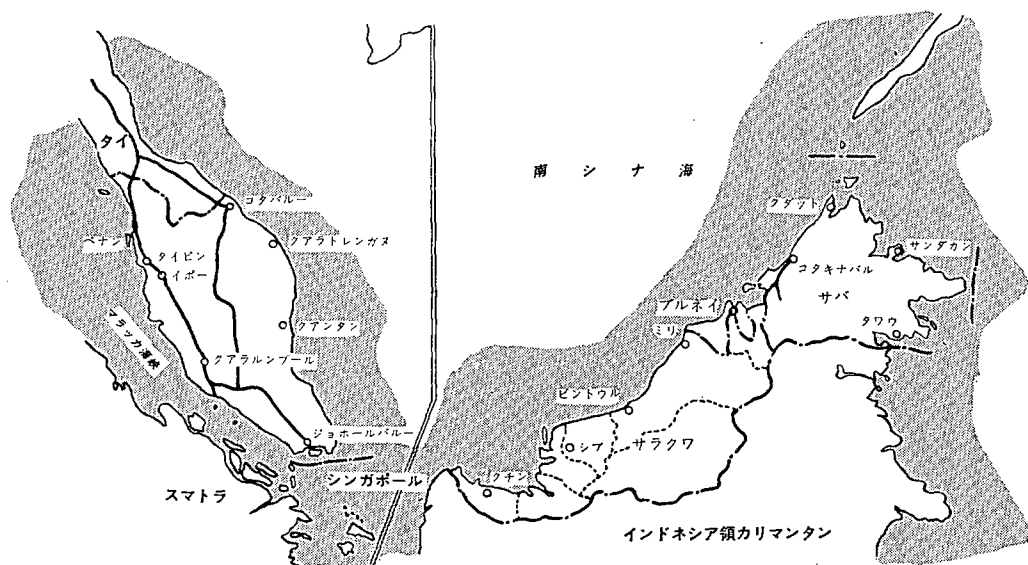 タイ
コタバルー
ペナン
クアラトレンガヌ
タイピン
イポー
クアンタン
マラッカ海峡
クアラルンプール
ジョホールバルー
シンガポール
スマトラ
南シナ海
クダット
サンダカン
コタキナバル
サバ
ブルネイ
ミリ
タワウ
ビントウル
シブ
サラクワ
クチン
インドネシア領カリマンタン